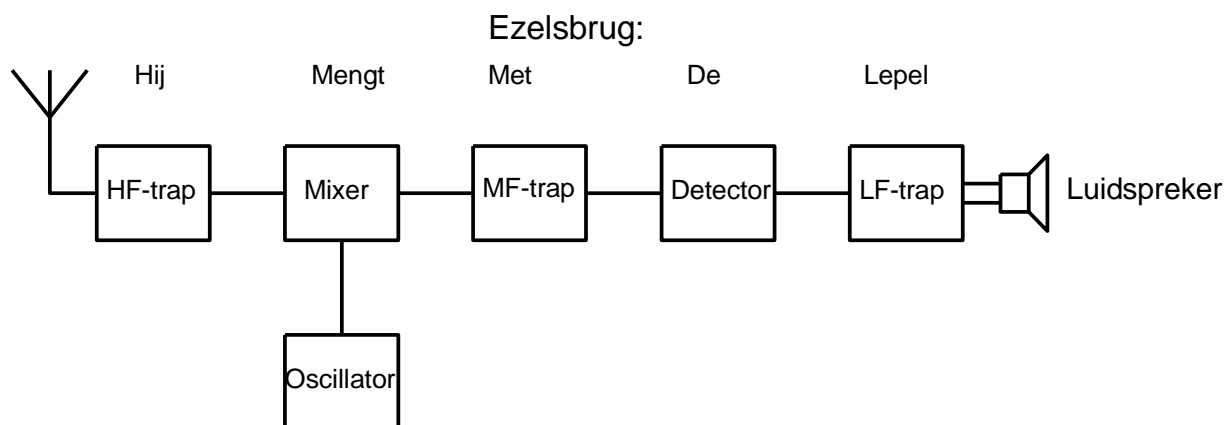 Ezelsbrug:
Hij Mengt Met De Lepel
HF-trap Mixer MF-trap Detector LF-trap Luidspreker
Oscillator